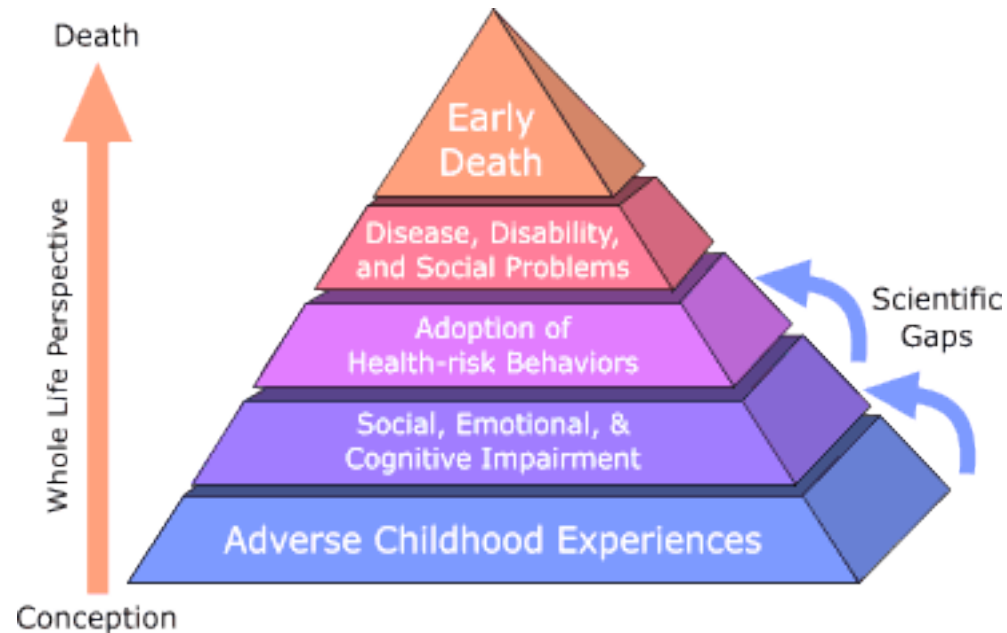 Death
Whole Life Perspective
Conception
Early
Death
Disease, Disability,
and Social Problems
Adoption of
Health-risk Behaviors
Social, Emotional, &
Cognitive Impairment
Adverse Childhood Experiences
Scientific
Gaps